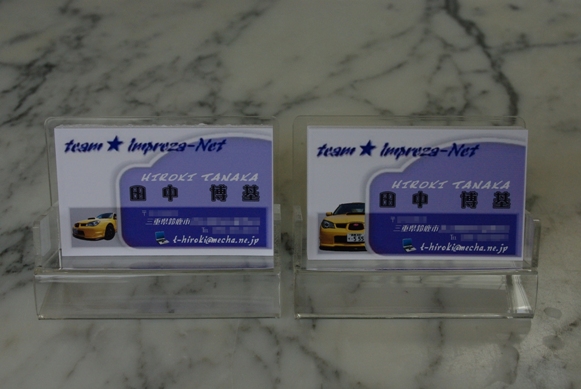 team★Impreza-Net
HIROKI TANAKA
田中 博基
〒
三重県鈴鹿市
℡
t-hiroki@mecha.ne.jp
team★Impreza-Net
HIROKI TANAKA
田中 博基
〒
三重県鈴鹿市
℡
t-hiroki@mecha.ne.jp